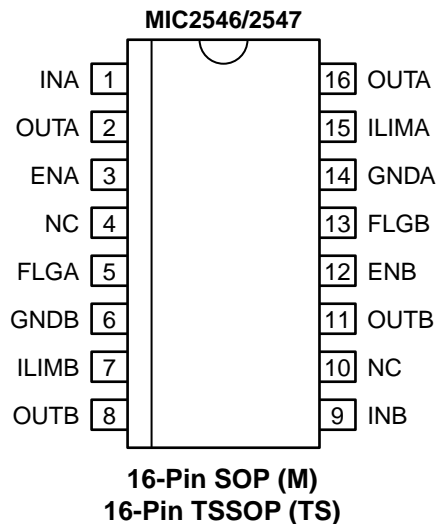 MIC2546/2547
INA 1 16 OUTA
OUTA 2 15 ILIMA
ENA 3 14 GNDA
NC 4 13 FLGB
FLGA 5 12 ENB
GNDB 6 11 OUTB
ILIMB 7 10 NC
OUTB 8 9 INB
16-Pin SOP (M)
16-Pin TSSOP (TS)